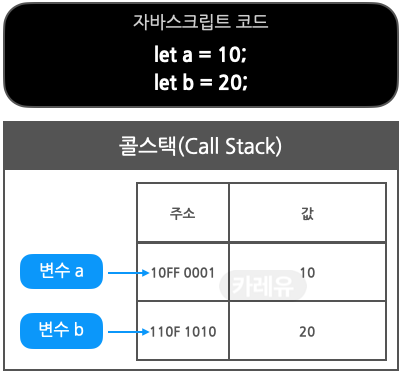 자바스크립트 코드
let a = 10;
let b = 20;
콜스택(Call Stack)
주소 값
변수 a 10FF 0001 10
카레유
변수 b 110F 1010 20